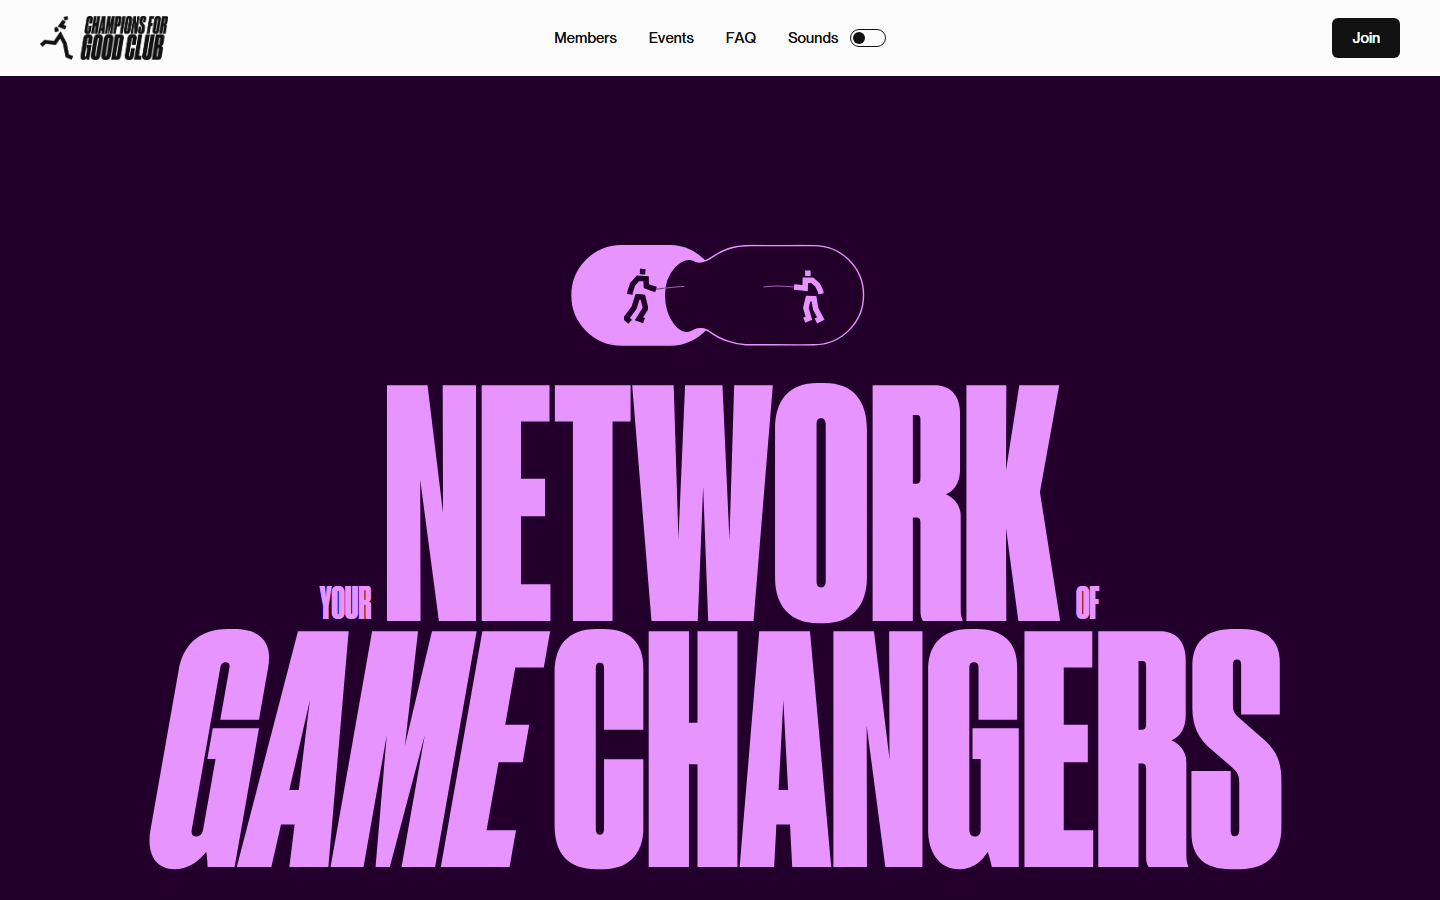 CHAMPIONS FOR
GOOD CLUB
Members Events FAQ Sounds
Join
YOUR NETWORK OF
GAME CHANGERS